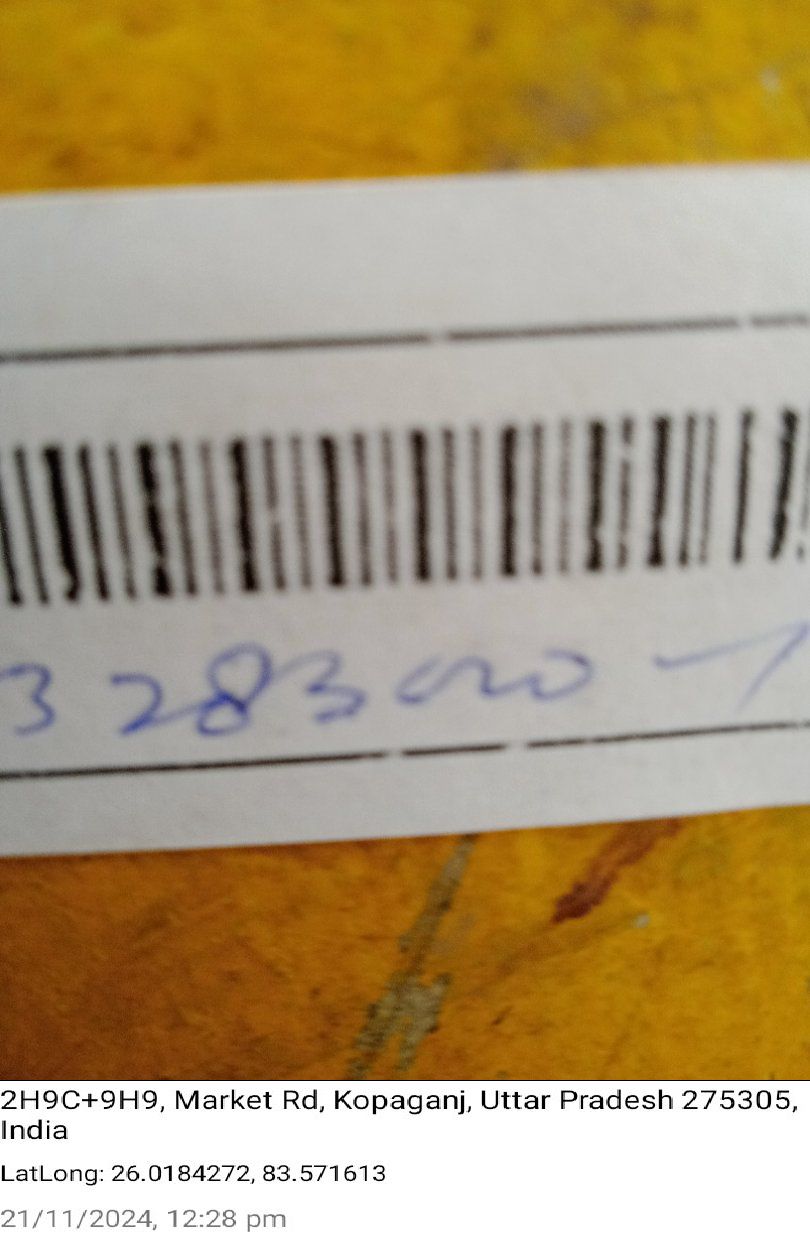 3283000-1
2H9C+9H9, Market Rd, Kopaganj, Uttar Pradesh 275305,
India
LatLong: 26.0184272, 83.571613
21/11/2024, 12:28 pm